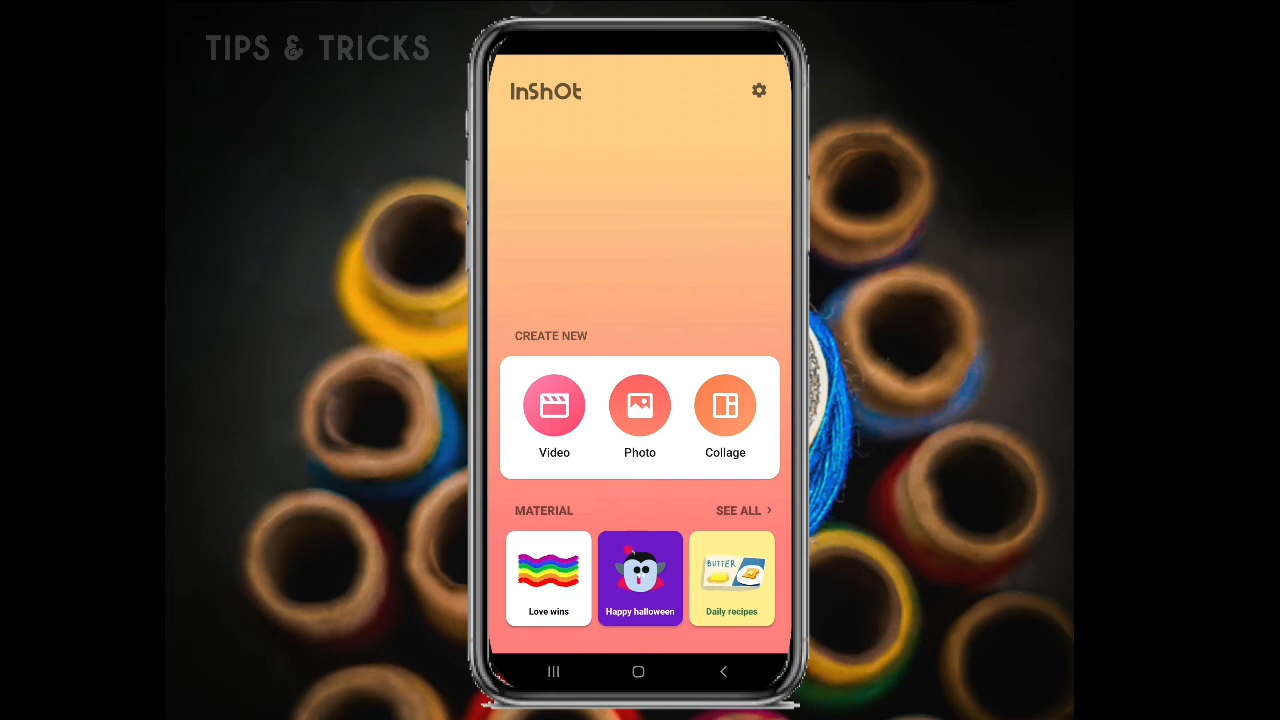 TIPS & TRICKS
InShOt
CREATE NEW
Video
Photo
Collage
MATERIAL
SEE ALL >
BUTTER
Love wins
Happy halloween
Daily recipes